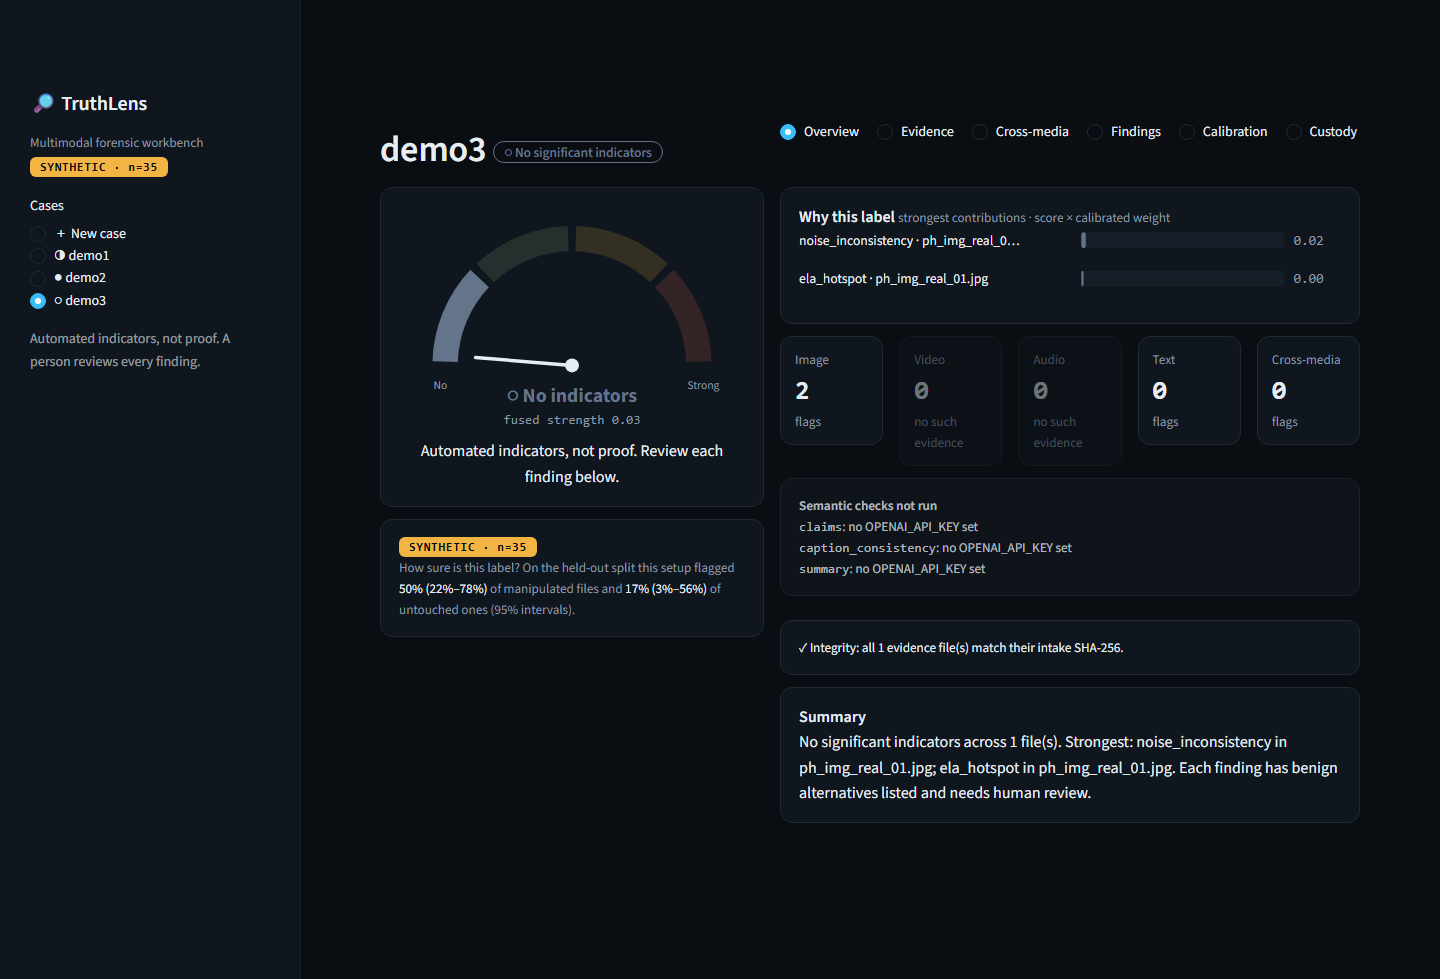 TruthLens
Multimodal forensic workbench
SYNTHETIC · n=35
Cases
+ New case
demo1
demo2
demo3
Automated indicators, not proof. A
person reviews every finding.
demo3 No significant indicators
Overview Evidence Cross-media Findings Calibration Custody
No Strong
No indicators
fused strength 0.03
Automated indicators, not proof. Review each
finding below.
SYNTHETIC · n=35
How sure is this label? On the held-out split this setup flagged
50% (22%–78%) of manipulated files and 17% (3%–56%) of
untouched ones (95% intervals).
Why this label strongest contributions · score × calibrated weight
noise_inconsistency · ph_img_real_0… 0.02
ela_hotspot · ph_img_real_01.jpg 0.00
Image
2
flags
Video
0
no such
evidence
Audio
0
no such
evidence
Text
0
flags
Cross-media
0
flags
Semantic checks not run
claims: no OPENAI_API_KEY set
caption_consistency: no OPENAI_API_KEY set
summary: no OPENAI_API_KEY set
✓ Integrity: all 1 evidence file(s) match their intake SHA-256.
Summary
No significant indicators across 1 file(s). Strongest: noise_inconsistency in
ph_img_real_01.jpg; ela_hotspot in ph_img_real_01.jpg. Each finding has benign
alternatives listed and needs human review.